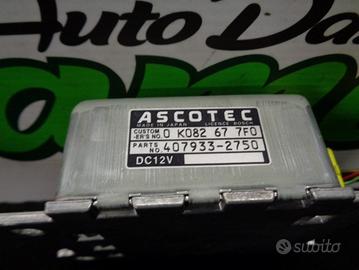 Auto Das
ASCOTEC
MADE IN JAPAN LICENCE BOSCH
CUSTOM -ER'S NO. 0 K082 67 7F0
PARTS NO. 407933-2750
DC12V
subito